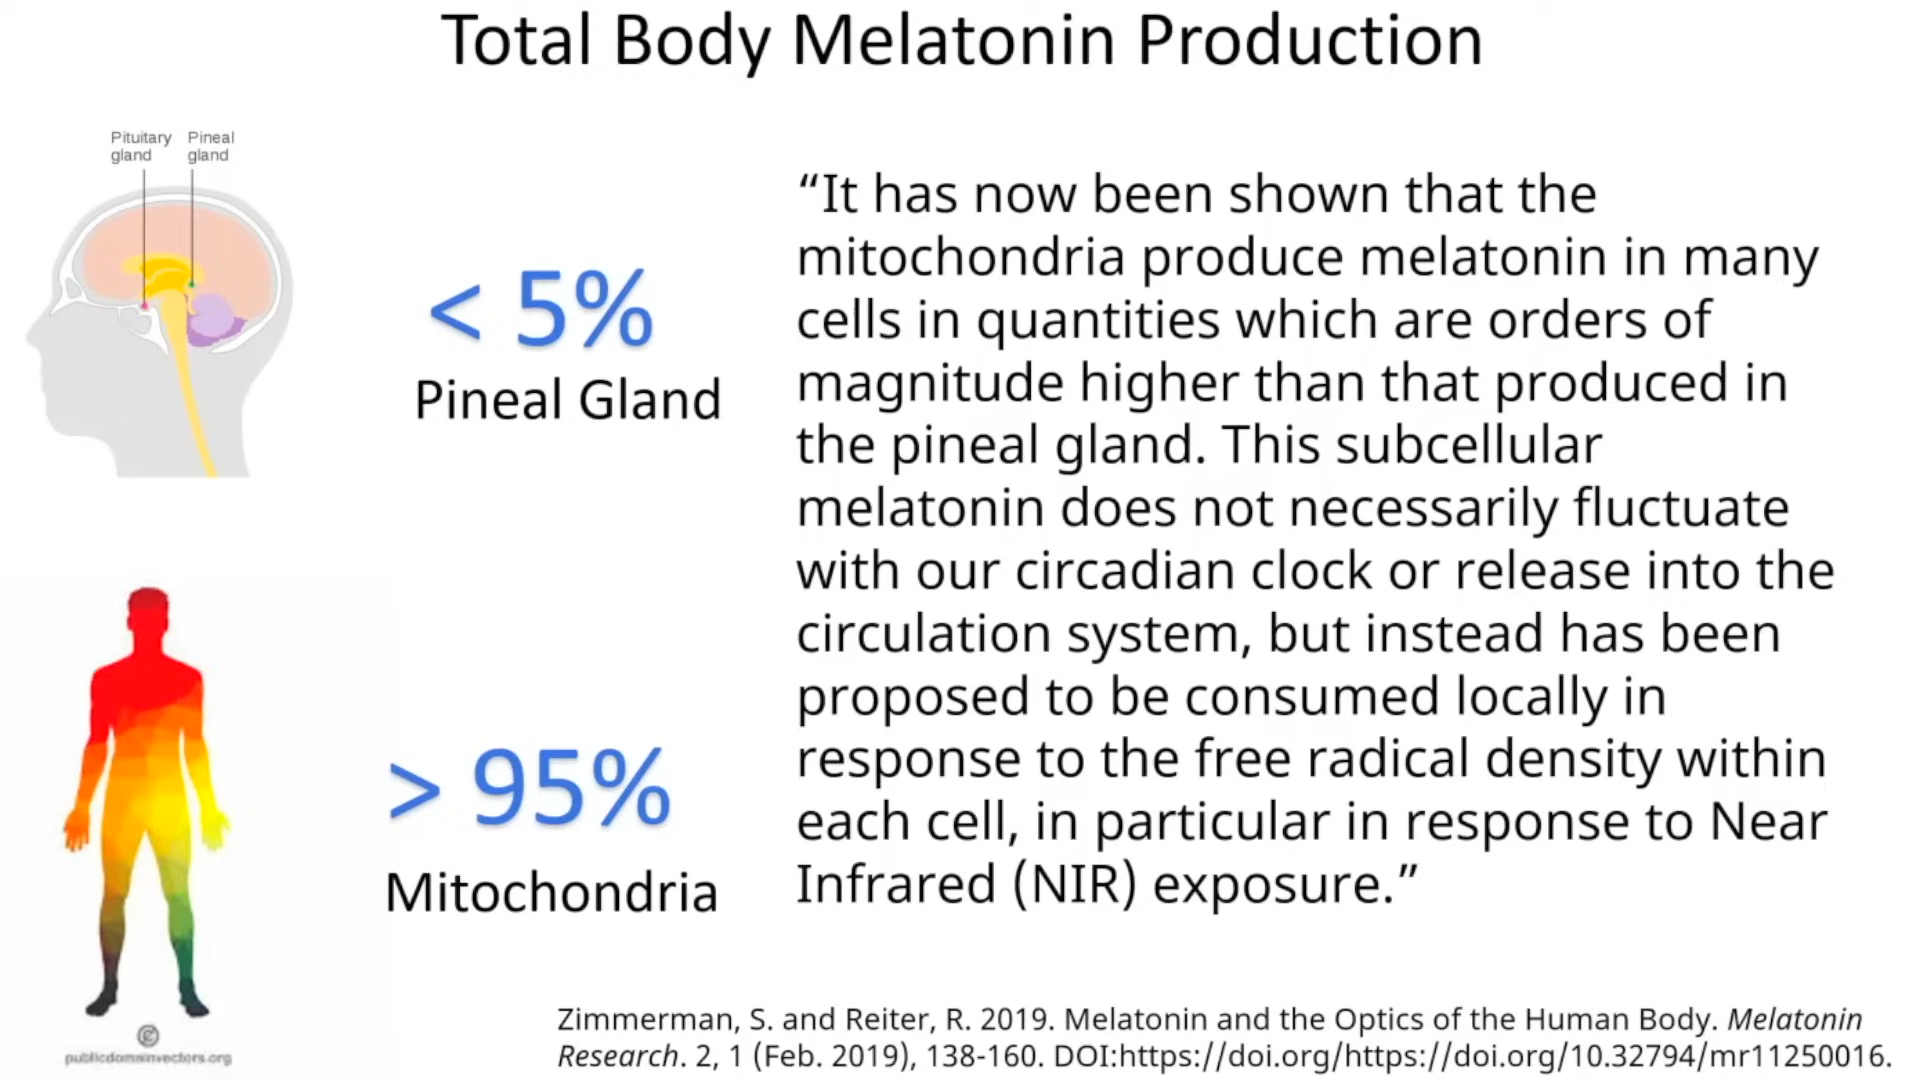 Total Body Melatonin Production
Pituitary gland
Pineal gland
< 5%
Pineal Gland
> 95%
Mitochondria
“It has now been shown that the
mitochondria produce melatonin in many
cells in quantities which are orders of
magnitude higher than that produced in
the pineal gland. This subcellular
melatonin does not necessarily fluctuate
with our circadian clock or release into the
circulation system, but instead has been
proposed to be consumed locally in
response to the free radical density within
each cell, in particular in response to Near
Infrared (NIR) exposure.”
publicdomainvectors.org
Zimmerman, S. and Reiter, R. 2019. Melatonin and the Optics of the Human Body. Melatonin
Research. 2, 1 (Feb. 2019), 138-160. DOI:https://doi.org/https://doi.org/10.32794/mr11250016.